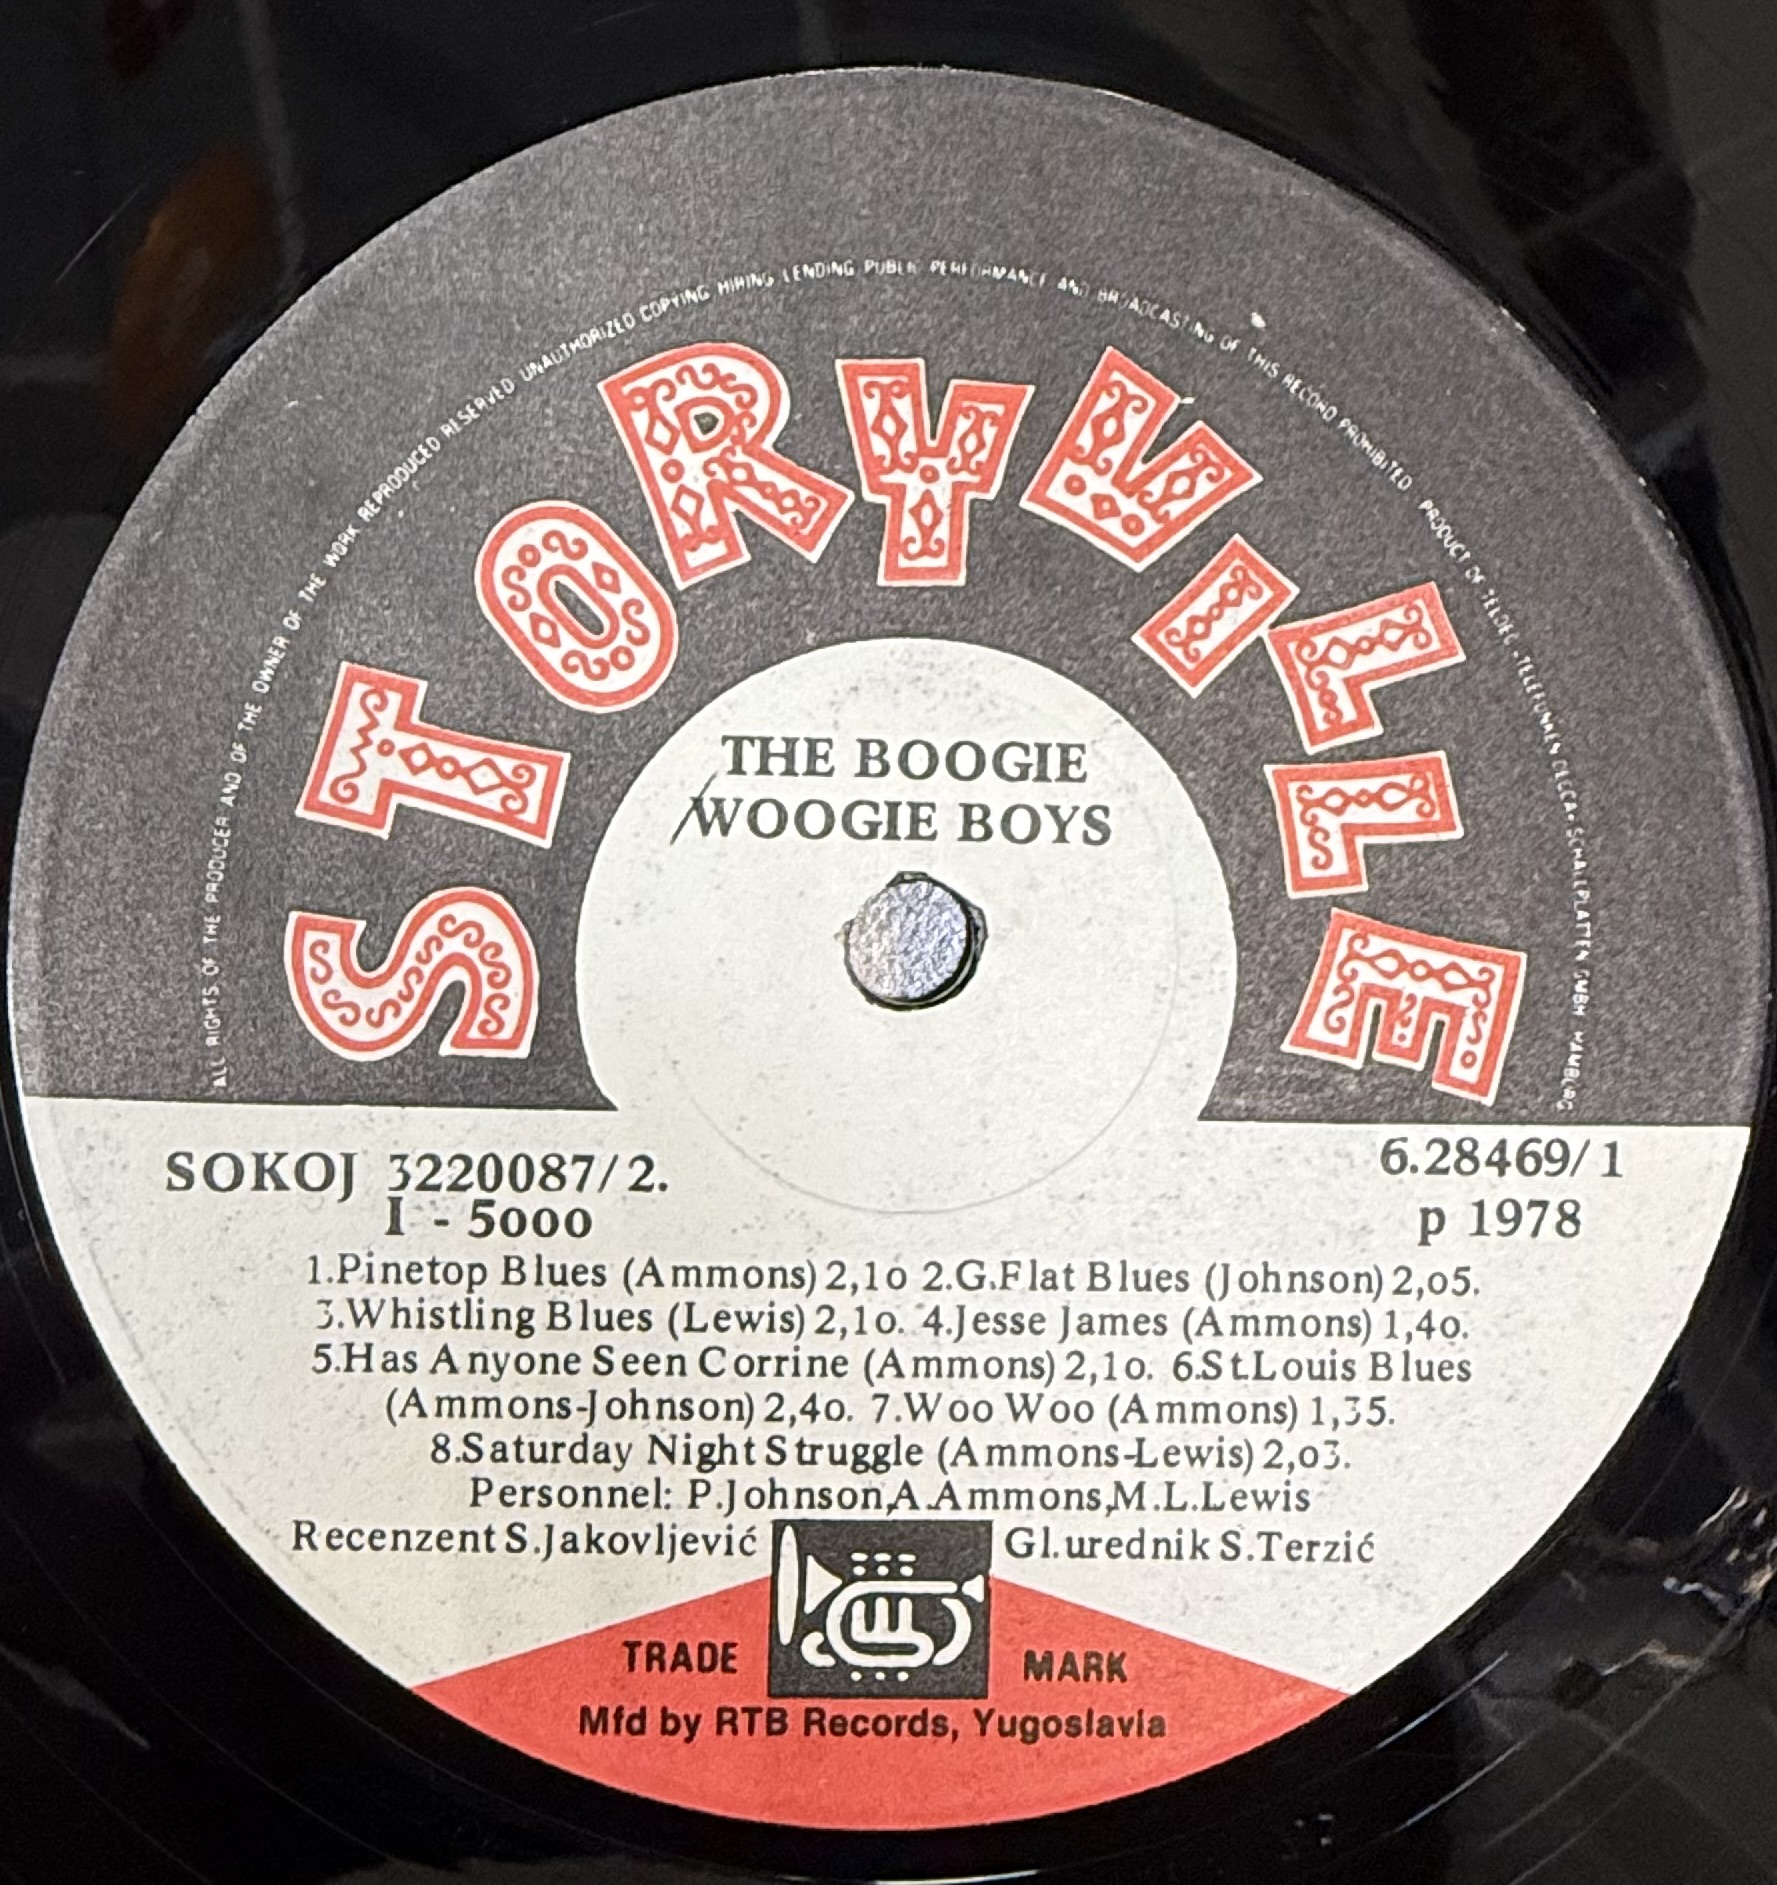 ALL RIGHTS OF THE PRODUCER AND OF THE OWNER OF THE WORK REPRODUCED RESERVED UNAUTHORIZED COPYING HIRING LENDING PUBLIC PERFORMANCE AND BROADCASTING OF THIS RECORD PROHIBITED PRODUCT OF TELDEC »TELEFUNKEN DECCA« SCHALLPLATTEN GMBH HAMBURG
STORYVILLE
THE BOOGIE
WOOGIE BOYS
SOKOJ 3220087/2.
I - 5000
6.28469/1
p 1978
1.Pinetop Blues (Ammons) 2,1o 2.G.Flat Blues (Johnson) 2,o5.
3.Whistling Blues (Lewis) 2,1o. 4.Jesse James (Ammons) 1,4o.
5.Has Anyone Seen Corrine (Ammons) 2,1o. 6.St.Louis Blues
(Ammons-Johnson) 2,4o. 7.Woo Woo (Ammons) 1,35.
8.Saturday Night Struggle (Ammons-Lewis) 2,o3.
Personnel: P.Johnson,A.Ammons,M.L.Lewis
Recenzent S.Jakovljević Gl.urednik S.Terzić
TRADE MARK
Mfd by RTB Records, Yugoslavia